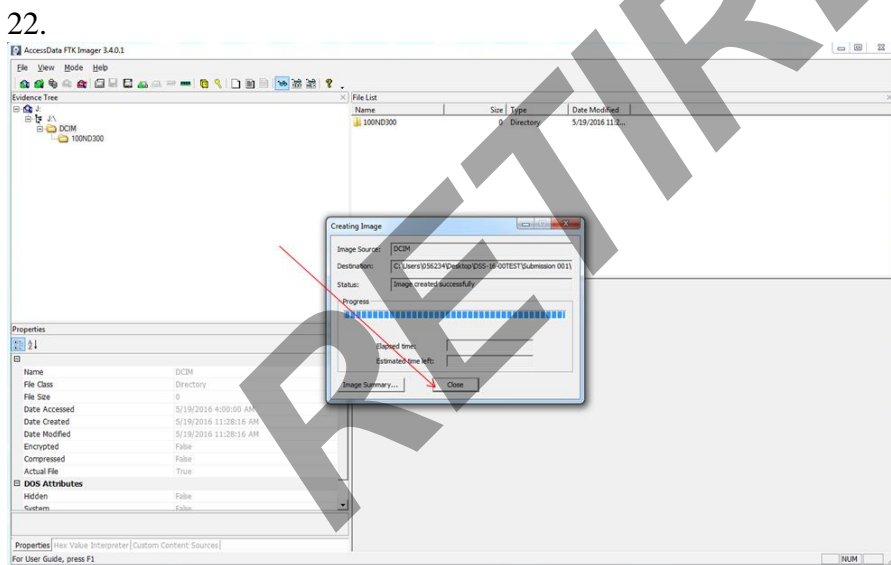 22.
AccessData FTK Imager 3.4.0.1
File View Mode Help
Evidence Tree
File List
J:
J:\
DCIM
100ND300
Name Size Type Date Modified
100ND300 0 Directory 5/19/2016 11:2...
Creating Image
Image Source: DCIM
Destination: C:\Users\056234\Desktop\DSS-16-00TEST\Submission 001\
Status: Image created successfully
Progress
Elapsed time:
Estimated time left:
Image Summary... Close
Properties
Name DCIM
File Class Directory
File Size 0
Date Accessed 5/19/2016 4:00:00 AM
Date Created 5/19/2016 11:28:16 AM
Date Modified 5/19/2016 11:28:16 AM
Encrypted False
Compressed False
Actual File True
DOS Attributes
Hidden False
System False
Properties Hex Value Interpreter Custom Content Sources
For User Guide, press F1
NUM
RETIRE